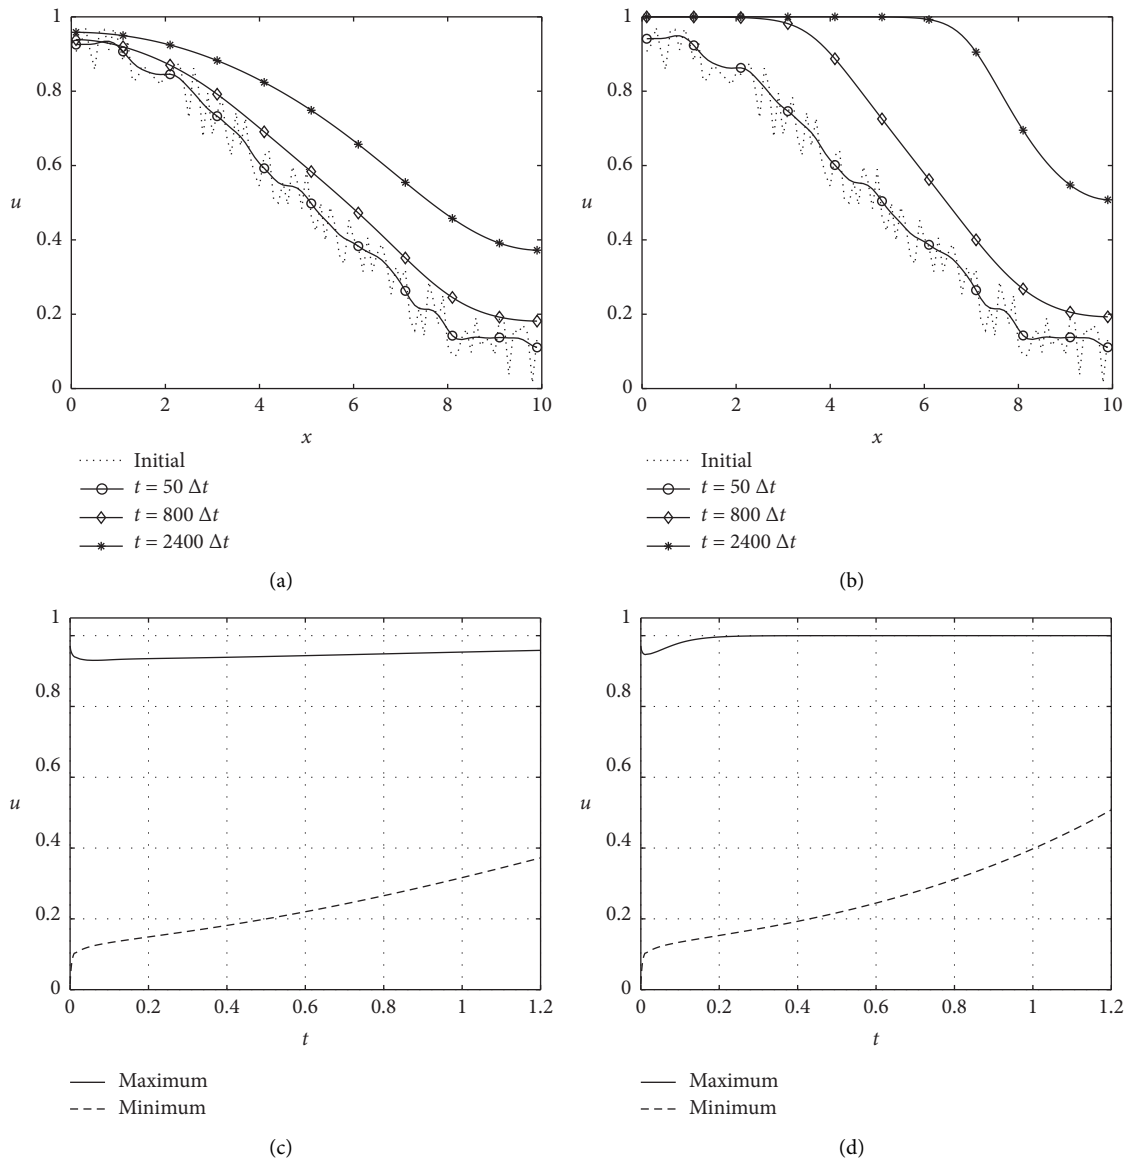 1
0.8
0.6
u
0.4
0.2
0
0 2 4 6 8 10
x
Initial
t = 50 Δt
t = 800 Δt
t = 2400 Δt
(a)
1
0.8
0.6
u
0.4
0.2
0
0 2 4 6 8 10
x
Initial
t = 50 Δt
t = 800 Δt
t = 2400 Δt
(b)
1
0.8
0.6
u
0.4
0.2
0
0 0.2 0.4 0.6 0.8 1 1.2
t
Maximum
Minimum
(c)
1
0.8
0.6
u
0.4
0.2
0
0 0.2 0.4 0.6 0.8 1 1.2
t
Maximum
Minimum
(d)